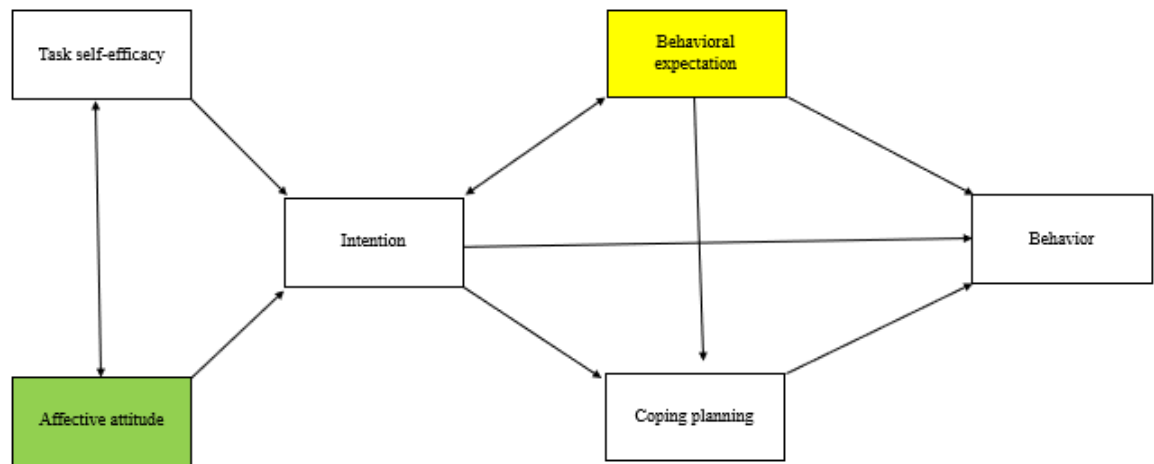 Task self-efficacy
Behavioral
expectation
Intention
Behavior
Affective attitude
Coping planning